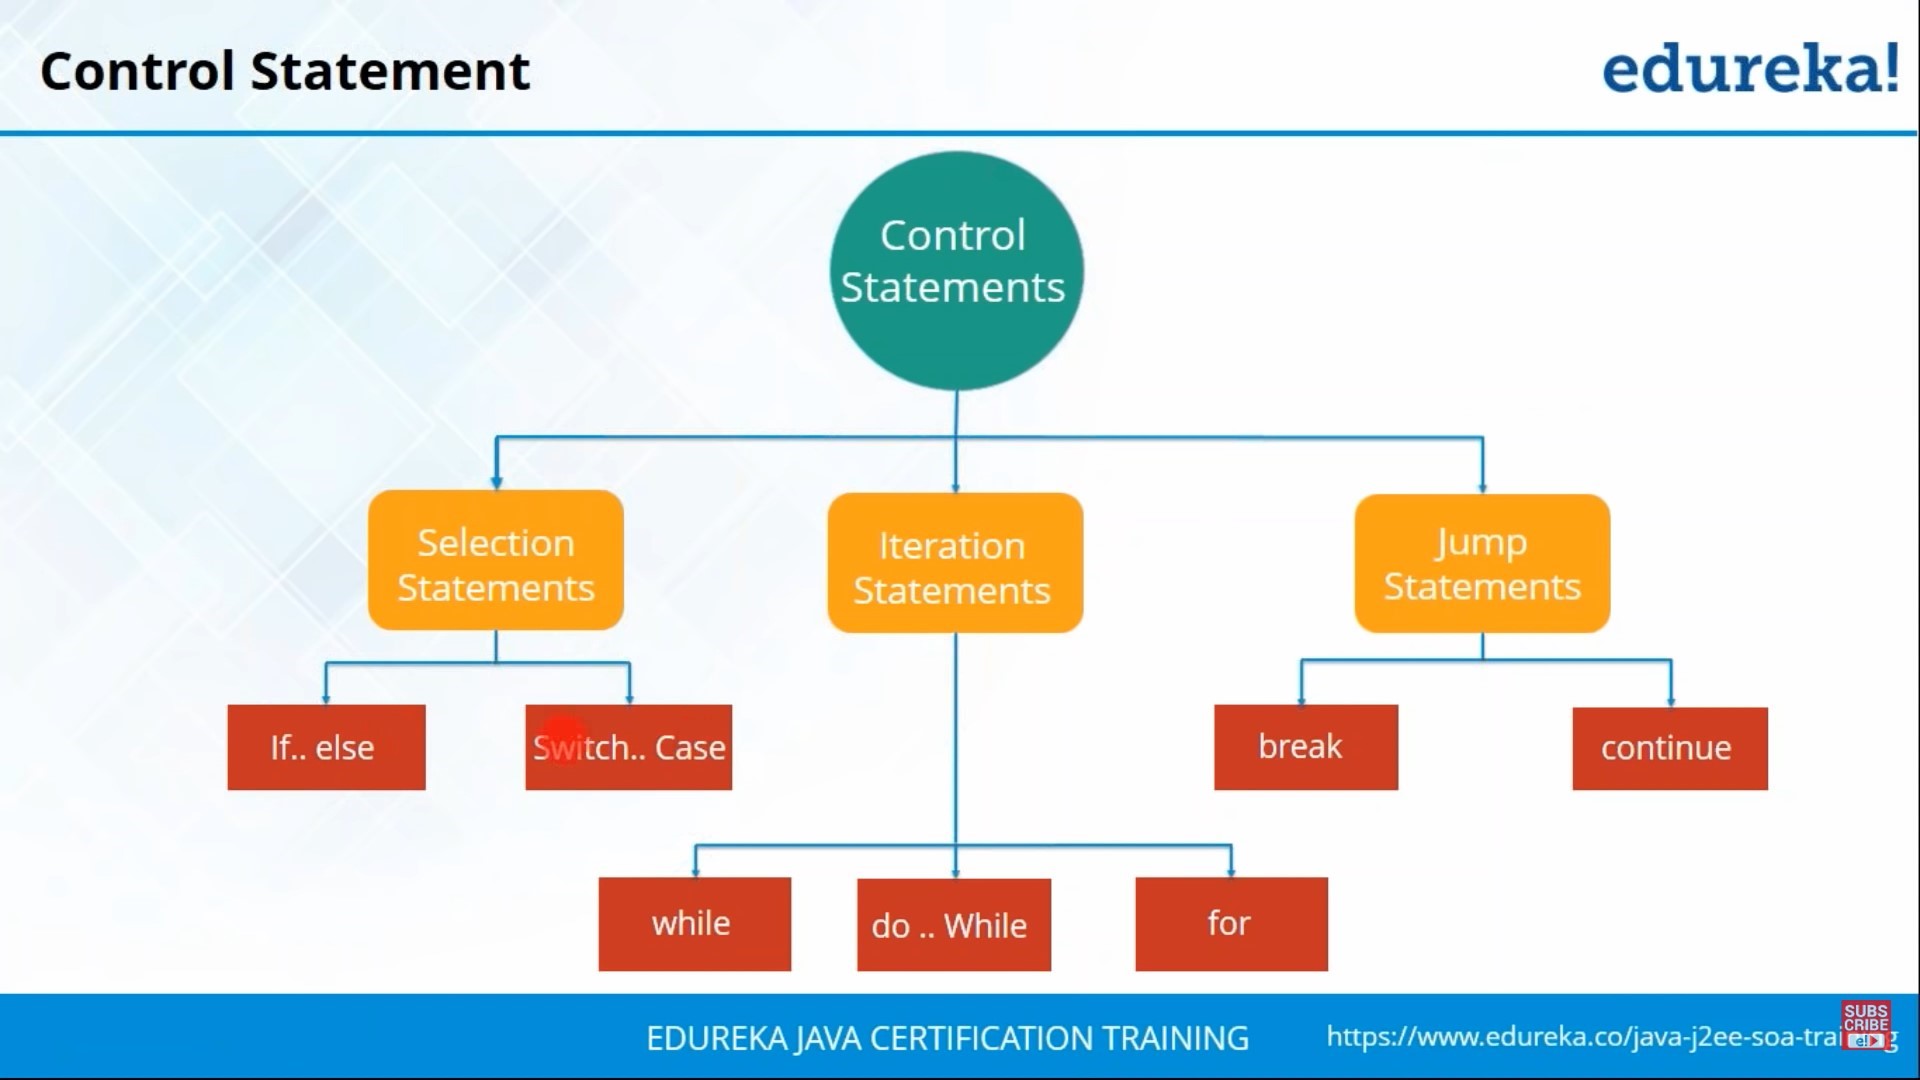 Control Statement
edureka!
Control
Statements
Selection
Statements
Iteration
Statements
Jump
Statements
If.. else
Switch.. Case
break
continue
while
do .. While
for
EDUREKA JAVA CERTIFICATION TRAINING
https://www.edureka.co/java-j2ee-soa-trai
SUBS
CRIBE
e!